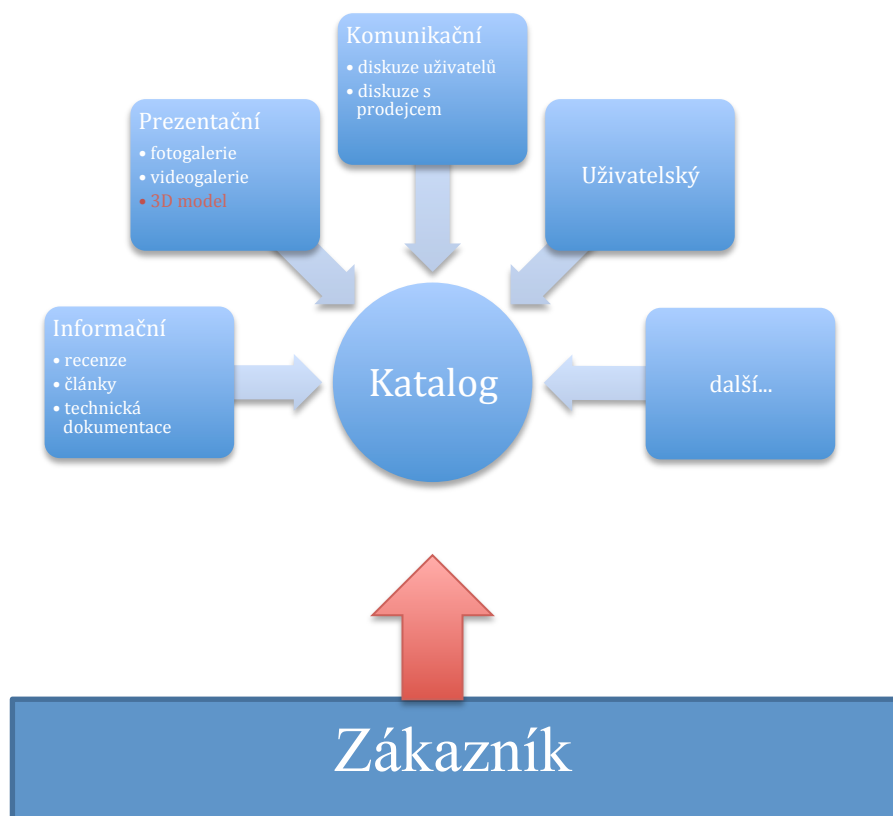 Komunikační
• diskuze uživatelů
• diskuze s
prodejcem
Prezentační
• fotogalerie
• videogalerie
• 3D model
Uživatelský
Informační
• recenze
• články
• technická
dokumentace
Katalog
další...
Zákazník